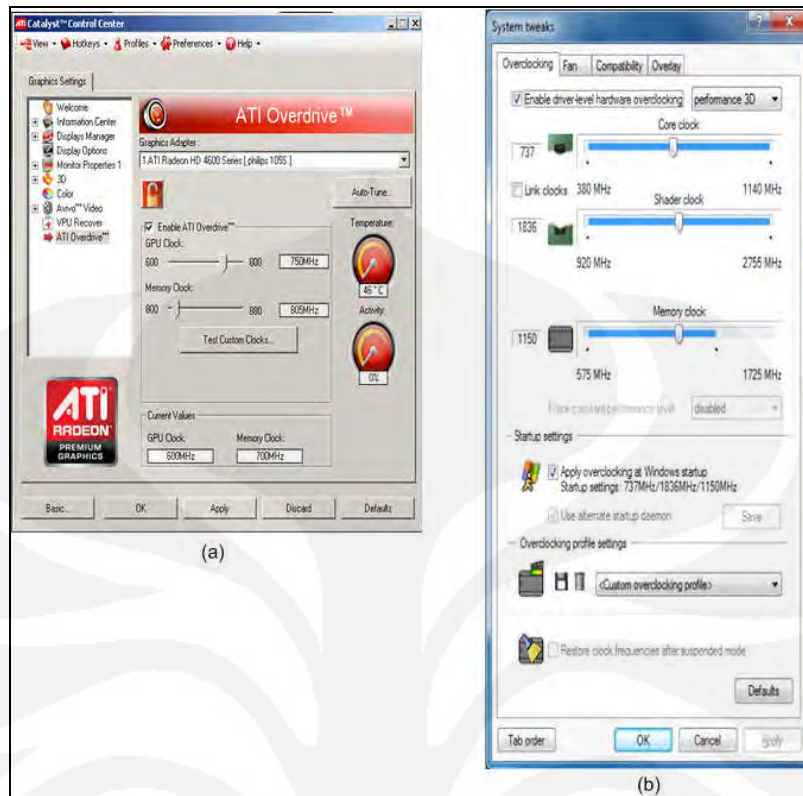 ATI Catalyst™ Control Center
View Hotkeys Profiles Preferences Help
Graphics Settings
Welcome
Information Center
Displays Manager
Display Options
Monitor Properties 1
3D
Color
Avivo™ Video
VPU Recover
ATI Overdrive™
ATI Overdrive™
Graphics Adapter:
1.ATI Radeon HD 4600 Series [ philips 105S ]
Auto-Tune...
Enable ATI Overdrive™
GPU Clock:
600 800 750MHz
Memory Clock:
800 880 805MHz
Test Custom Clocks...
Temperature:
46 °C
Activity:
0%
ATI
RADEON
PREMIUM
GRAPHICS
Current Values
GPU Clock: Memory Clock:
600MHz 700MHz
Basic... OK Apply Discard Defaults
(a)
System tweaks
Overclocking Fan Compatibility Overlay
Enable driver-level hardware overclocking performance 3D
Core clock
737
Link clocks 380 MHz 1140 MHz
Shader clock
1836
920 MHz 2755 MHz
Memory clock
1150
575 MHz 1725 MHz
Force constant performance level disabled
Startup settings
Apply overclocking at Windows startup
Startup settings: 737MHz/1836MHz/1150MHz
Use alternate startup daemon Save
Overclocking profile settings
<Custom overclocking profile>
Restore clock frequencies after suspended mode
Defaults
Tab order OK Cancel Apply
(b)